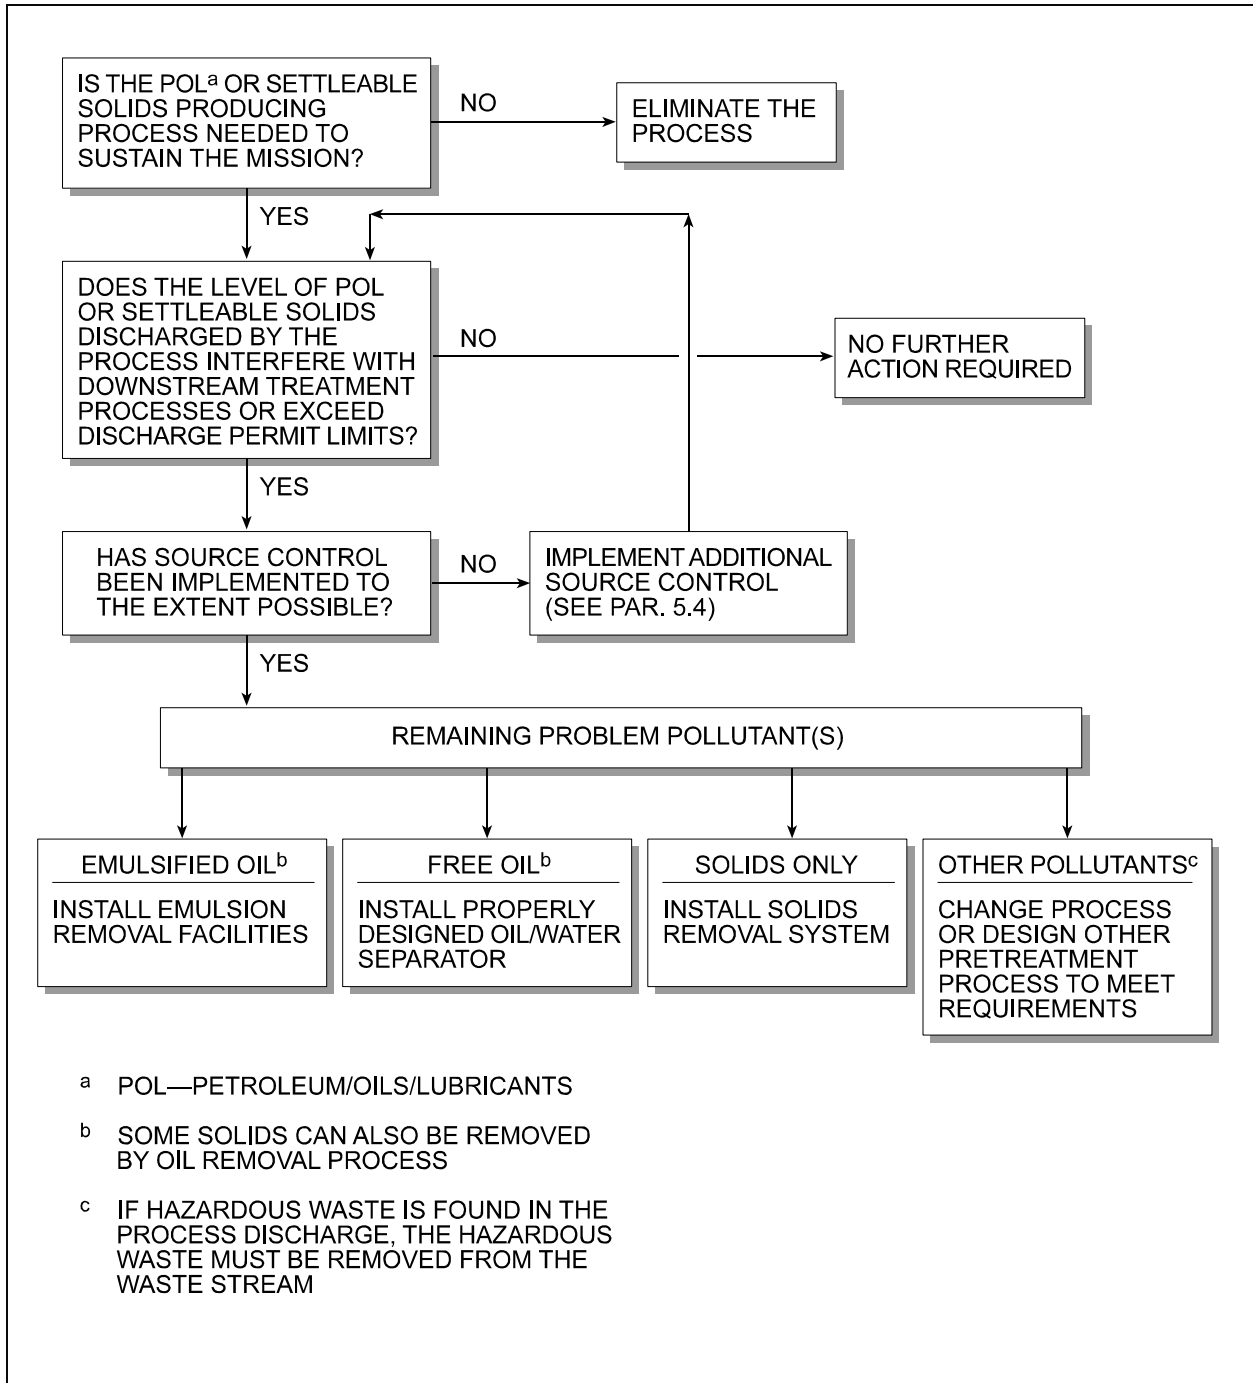 IS THE POLᵃ OR SETTLEABLE
SOLIDS PRODUCING
PROCESS NEEDED TO
SUSTAIN THE MISSION?
NO
ELIMINATE THE
PROCESS
YES
DOES THE LEVEL OF POL
OR SETTLEABLE SOLIDS
DISCHARGED BY THE
PROCESS INTERFERE WITH
DOWNSTREAM TREATMENT
PROCESSES OR EXCEED
DISCHARGE PERMIT LIMITS?
NO
NO FURTHER
ACTION REQUIRED
YES
HAS SOURCE CONTROL
BEEN IMPLEMENTED TO
THE EXTENT POSSIBLE?
NO
IMPLEMENT ADDITIONAL
SOURCE CONTROL
(SEE PAR. 5.4)
YES
REMAINING PROBLEM POLLUTANT(S)
EMULSIFIED OILᵇ
INSTALL EMULSION
REMOVAL FACILITIES
FREE OILᵇ
INSTALL PROPERLY
DESIGNED OIL/WATER
SEPARATOR
SOLIDS ONLY
INSTALL SOLIDS
REMOVAL SYSTEM
OTHER POLLUTANTSᶜ
CHANGE PROCESS
OR DESIGN OTHER
PRETREATMENT
PROCESS TO MEET
REQUIREMENTS
ᵃ POL—PETROLEUM/OILS/LUBRICANTS
ᵇ SOME SOLIDS CAN ALSO BE REMOVED
BY OIL REMOVAL PROCESS
ᶜ IF HAZARDOUS WASTE IS FOUND IN THE
PROCESS DISCHARGE, THE HAZARDOUS
WASTE MUST BE REMOVED FROM THE
WASTE STREAM